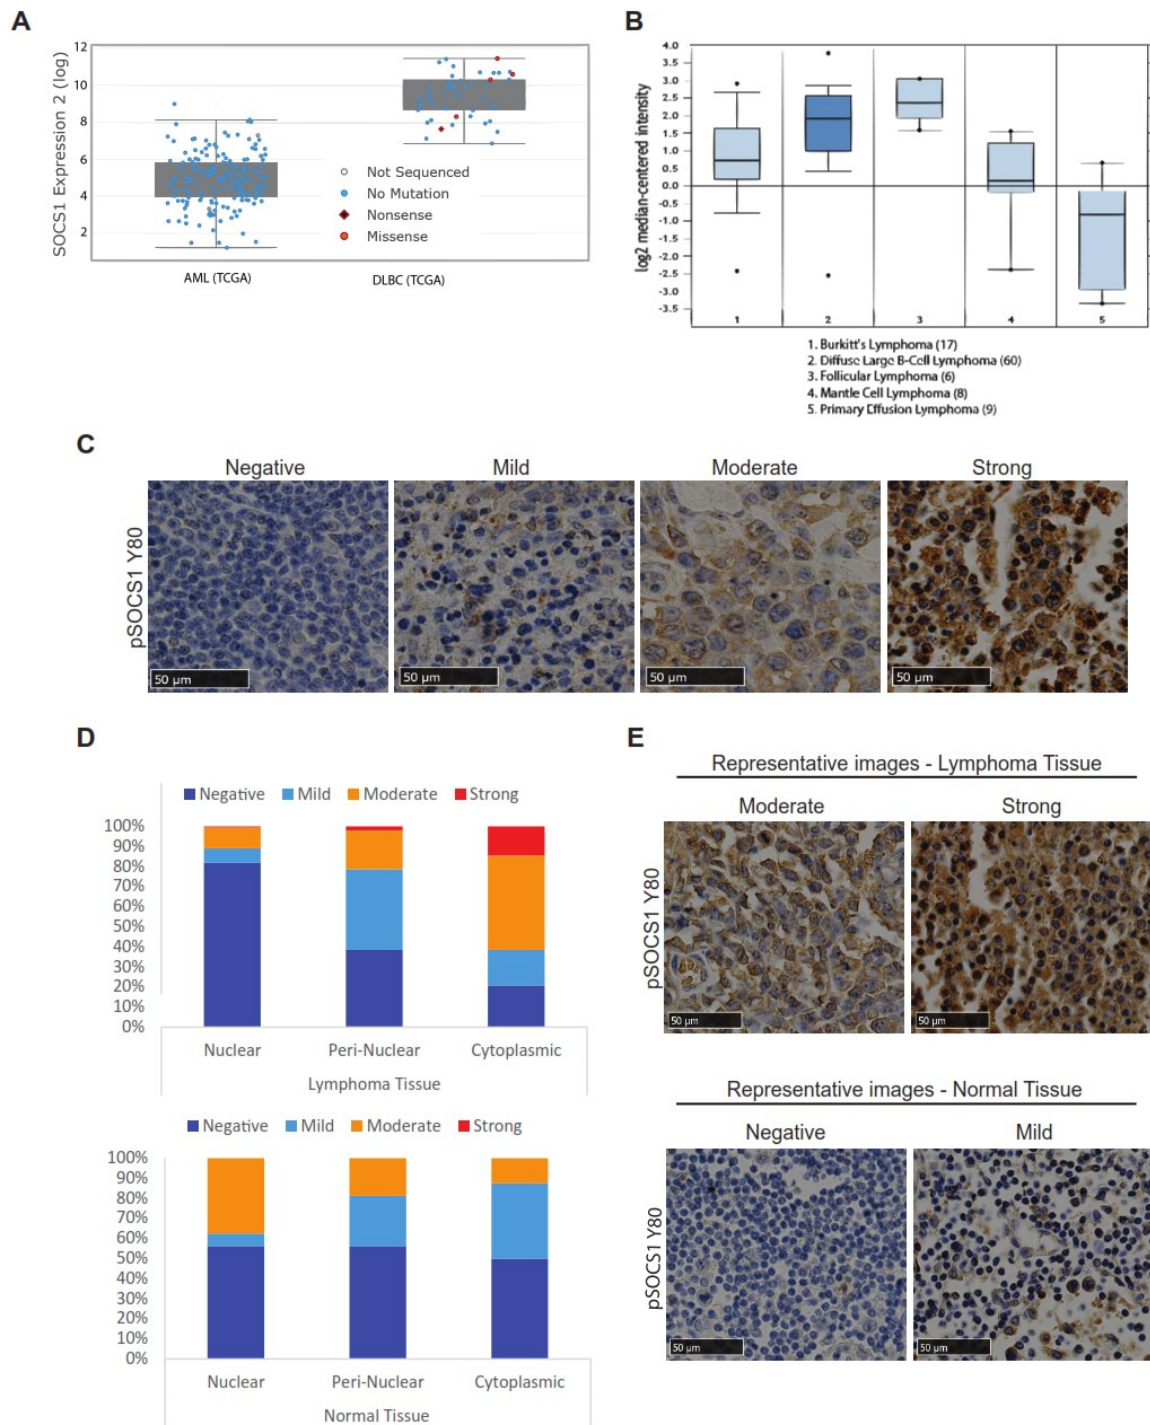 A
SOCS1 Expression 2 (log)
12
10
8
6
4
2
Not Sequenced
No Mutation
Nonsense
Missense
AML (TCGA)
DLBC (TCGA)
B
log2 median-centered intensity
4.0
3.5
3.0
2.5
2.0
1.5
1.0
0.5
0.0
-0.5
-1.0
-1.5
-2.0
-2.5
-3.0
-3.5
1 2 3 4 5
1. Burkitt's Lymphoma (17)
2. Diffuse Large B-Cell Lymphoma (60)
3. Follicular Lymphoma (6)
4. Mantle Cell Lymphoma (8)
5. Primary Effusion Lymphoma (9)
C
Negative Mild Moderate Strong
pSOCS1 Y80
50 µm 50 µm 50 µm 50 µm
D
Negative Mild Moderate Strong
100%
90%
80%
70%
60%
50%
40%
30%
20%
10%
0%
Nuclear Peri-Nuclear Cytoplasmic
Lymphoma Tissue
Negative Mild Moderate Strong
100%
90%
80%
70%
60%
50%
40%
30%
20%
10%
0%
Nuclear Peri-Nuclear Cytoplasmic
Normal Tissue
E
Representative images - Lymphoma Tissue
Moderate Strong
pSOCS1 Y80
50 µm 50 µm
Representative images - Normal Tissue
Negative Mild
pSOCS1 Y80
50 µm 50 µm